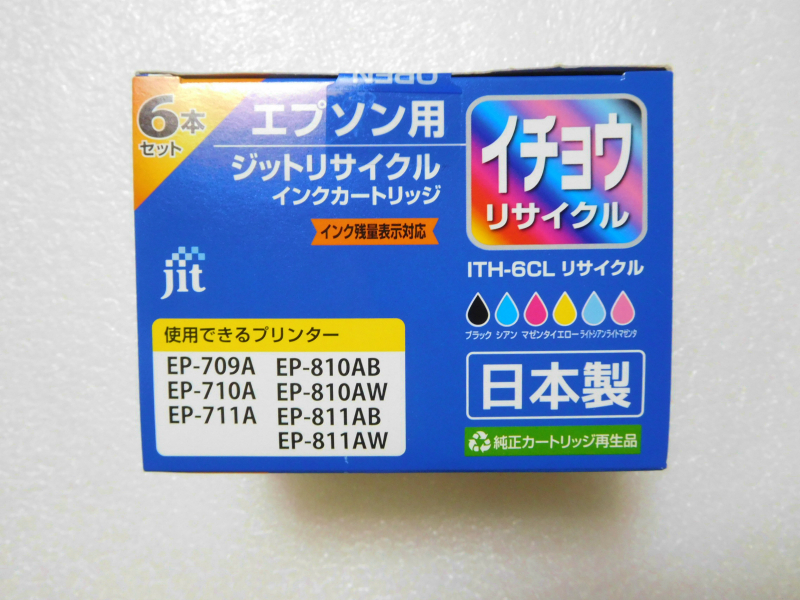 OPEN
6本
セット
エプソン用
ジットリサイクル
インクカートリッジ
インク残量表示対応
jit
イチョウ
リサイクル
ITH-6CL リサイクル
ブラック シアン マゼンタ イエロー ライトシアン ライトマゼンタ
日本製
純正カートリッジ再生品
使用できるプリンター
EP-709A EP-810AB
EP-710A EP-810AW
EP-711A EP-811AB
EP-811AW